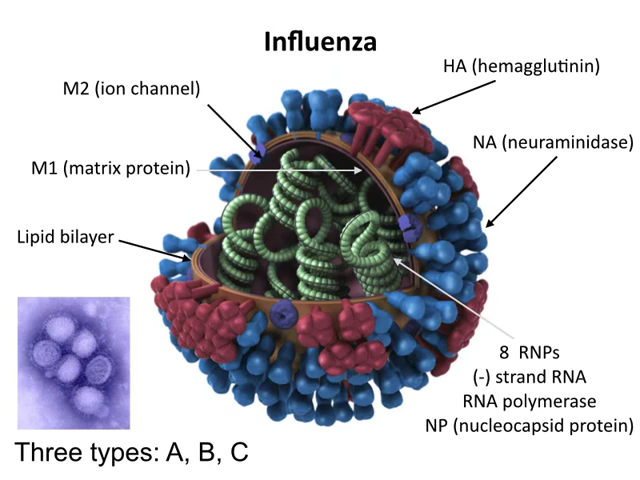 Influenza
HA (hemagglutinin)
M2 (ion channel)
NA (neuraminidase)
M1 (matrix protein)
Lipid bilayer
8 RNPs
(-) strand RNA
RNA polymerase
NP (nucleocapsid protein)
Three types: A, B, C